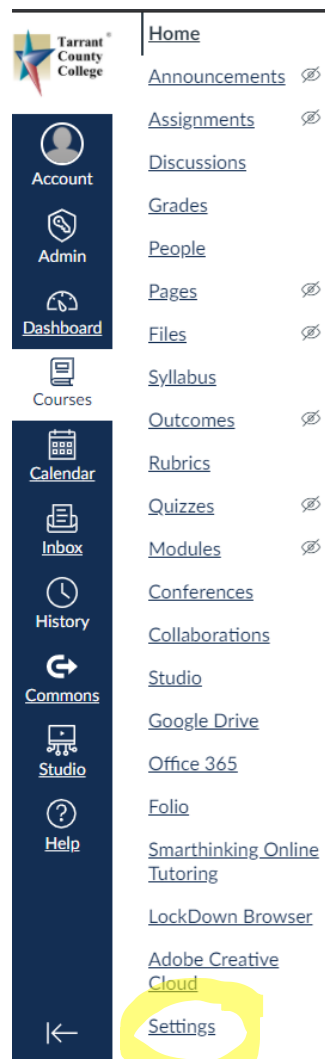 Tarrant®
County
College
Account
Admin
Dashboard
Courses
Calendar
Inbox
History
Commons
Studio
Help
Home
Announcements
Assignments
Discussions
Grades
People
Pages
Files
Syllabus
Outcomes
Rubrics
Quizzes
Modules
Conferences
Collaborations
Studio
Google Drive
Office 365
Folio
Smarthinking Online
Tutoring
LockDown Browser
Adobe Creative
Cloud
Settings